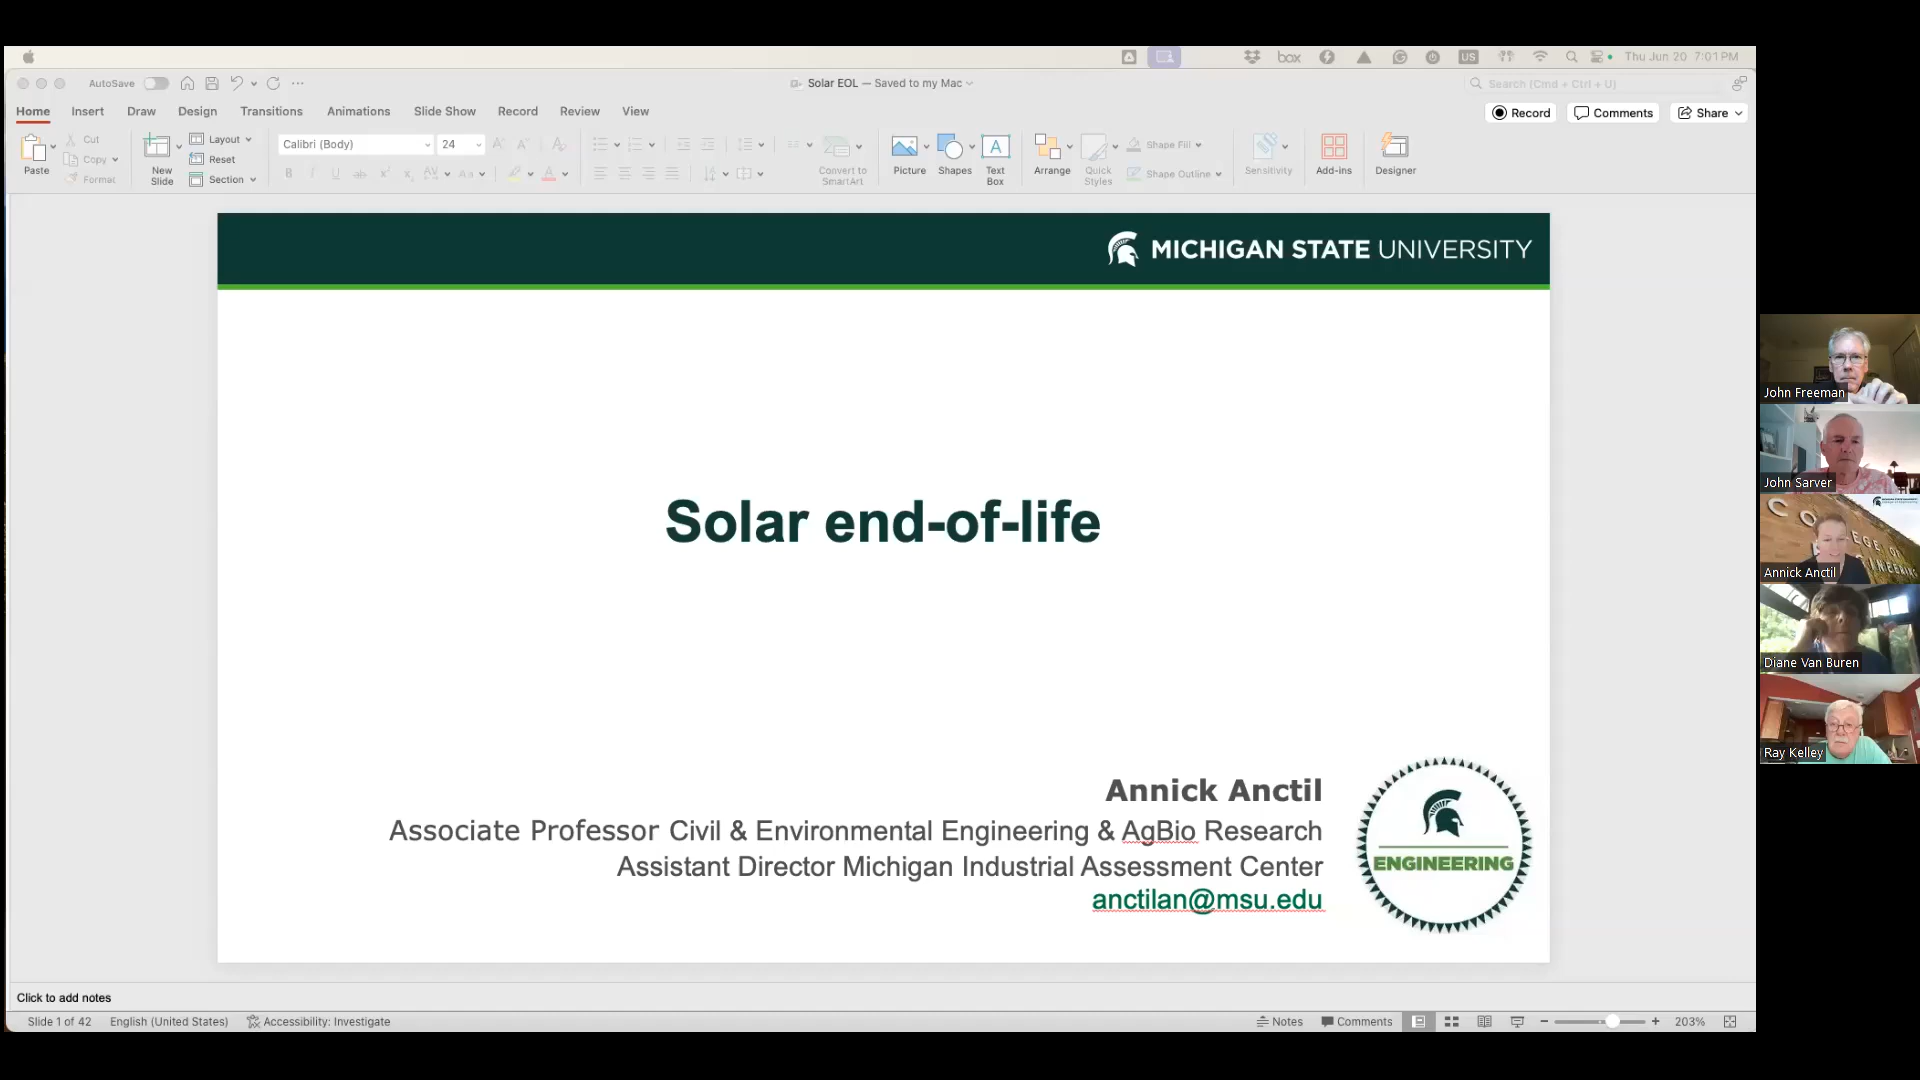 box
US
Thu Jun 20 7:01 PM
AutoSave
Solar EOL — Saved to my Mac
Search (Cmd + Ctrl + U)
Home Insert Draw Design Transitions Animations Slide Show Record Review View
Record Comments Share
Paste
Cut
Copy
Format
New
Slide
Layout
Reset
Section
Calibri (Body) 24
Convert to
SmartArt
Picture
Shapes
Text
Box
Arrange
Quick
Styles
Shape Fill
Shape Outline
Sensitivity
Add-ins
Designer
MICHIGAN STATE UNIVERSITY
Solar end-of-life
Annick Anctil
Associate Professor Civil & Environmental Engineering & AgBio Research
Assistant Director Michigan Industrial Assessment Center
anctilan@msu.edu
ENGINEERING
John Freeman
John Sarver
Annick Anctil
Diane Van Buren
Ray Kelley
Click to add notes
Slide 1 of 42 English (United States) Accessibility: Investigate
Notes Comments 203%